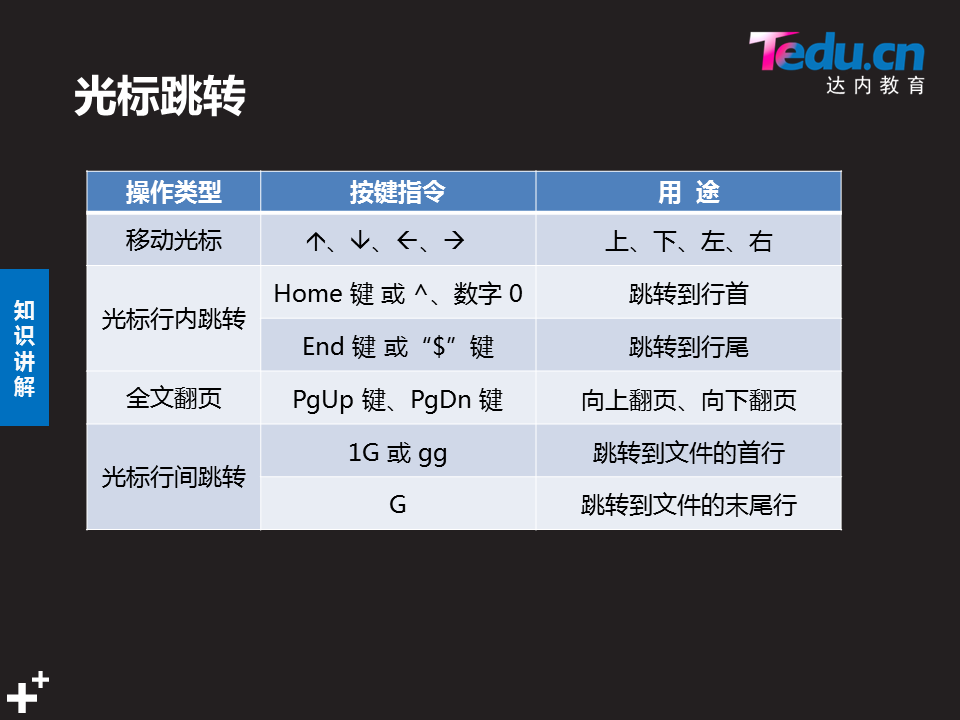 Tedu.cn
达内教育
光标跳转
操作类型 按键指令 用 途
移动光标 ↑、↓、←、→ 上、下、左、右
光标行内跳转 Home 键 或 ^、数字 0 跳转到行首
End 键 或“$”键 跳转到行尾
全文翻页 PgUp 键、PgDn 键 向上翻页、向下翻页
光标行间跳转 1G 或 gg 跳转到文件的首行
G 跳转到文件的末尾行
知
识
讲
解